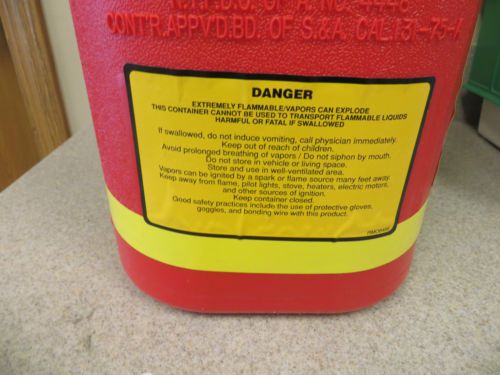 CONT'R. APPV'D. BD. OF S.& A. CAL. 131-75-A
DANGER
EXTREMELY FLAMMABLE/VAPORS CAN EXPLODE
THIS CONTAINER CANNOT BE USED TO TRANSPORT FLAMMABLE LIQUIDS
HARMFUL OR FATAL IF SWALLOWED
If swallowed, do not induce vomiting, call physician immediately.
Keep out of reach of children.
Avoid prolonged breathing of vapors / Do not siphon by mouth.
Do not store in vehicle or living space.
Store and use in well-ventilated area.
Vapors can be ignited by a spark or flame source many feet away.
Keep away from flame, pilot lights, stove, heaters, electric motors,
and other sources of ignition.
Keep container closed.
Good safety practices include the use of protective gloves,
goggles, and bonding wire with this product.